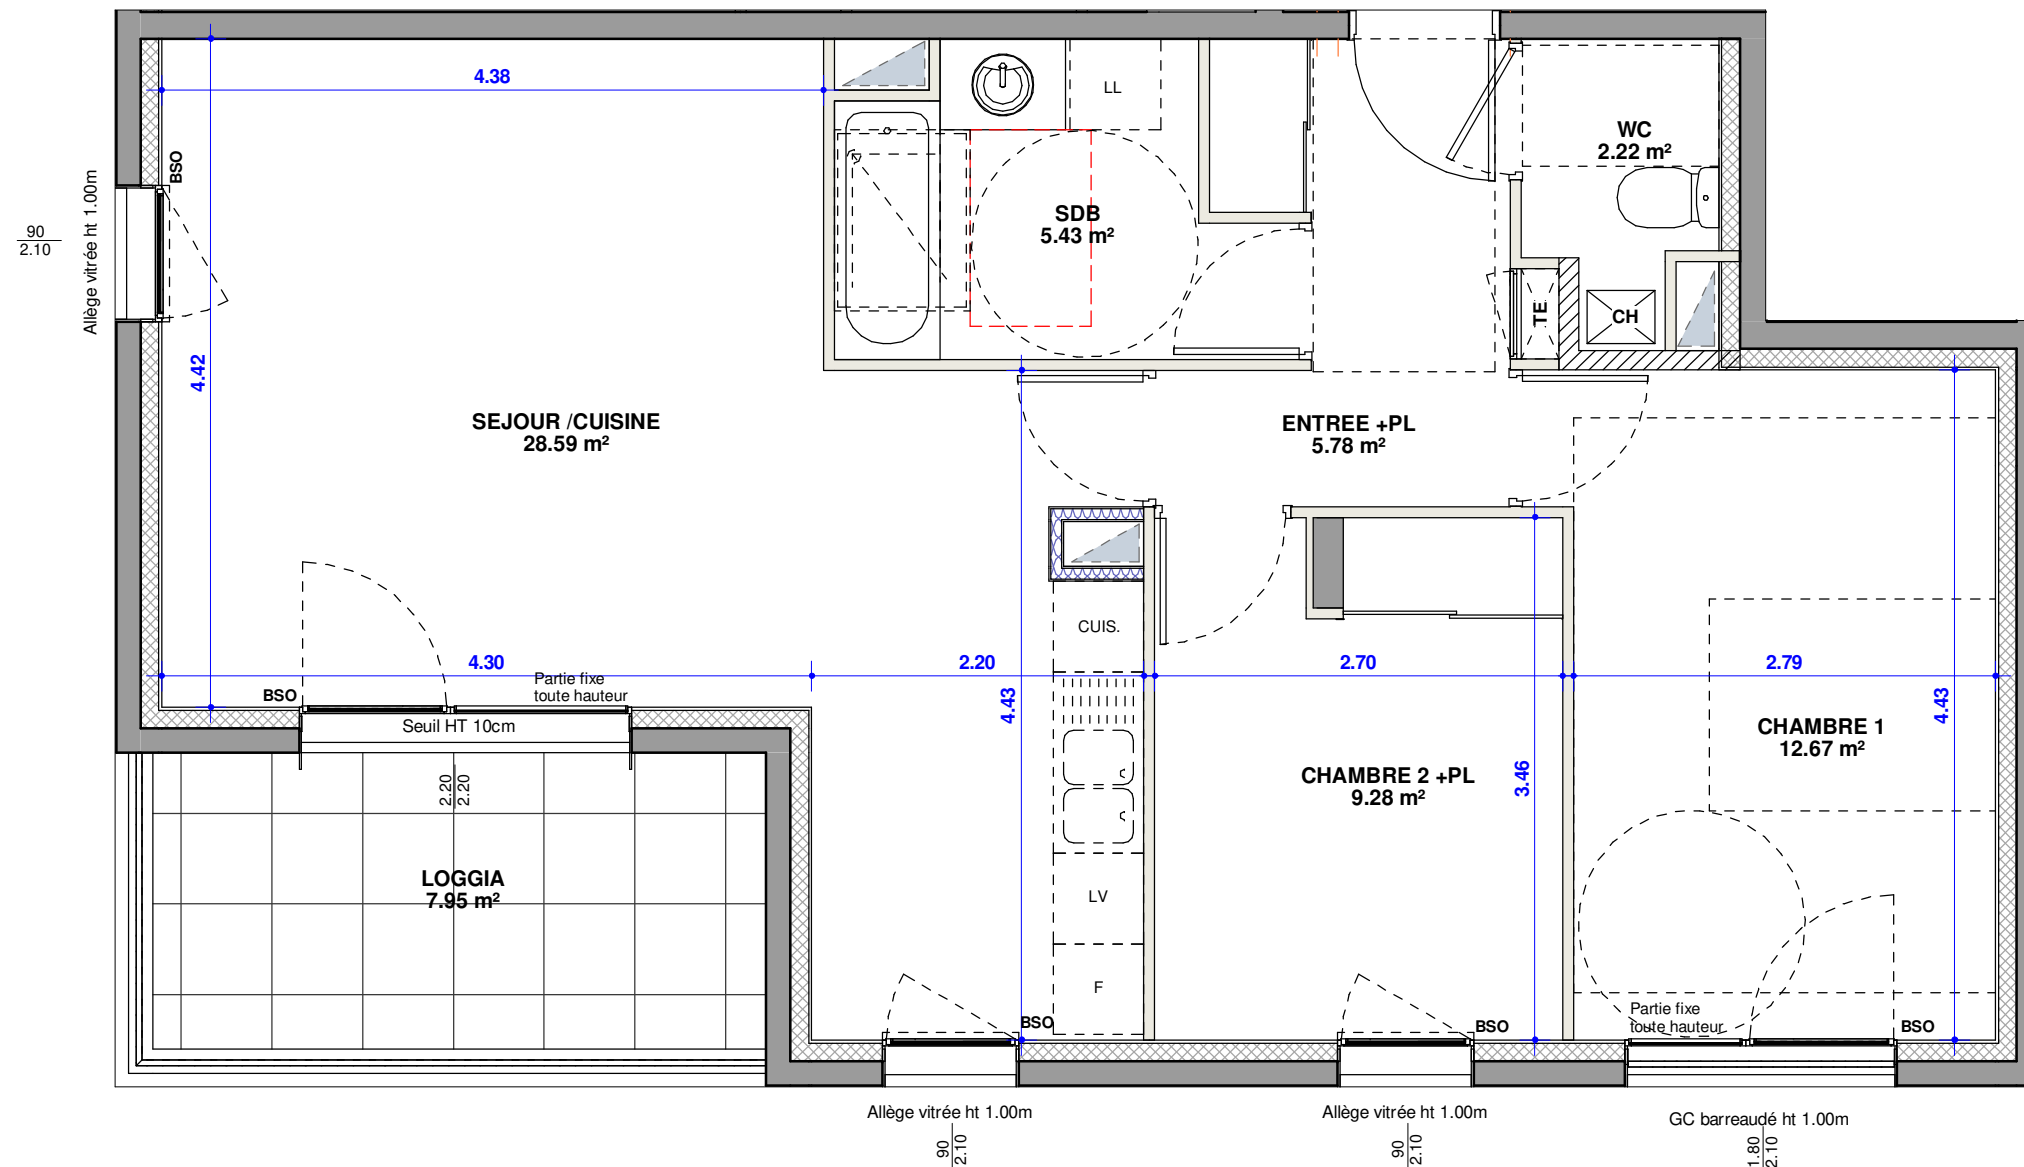 4.38
BSO
LL
WC
2.22 m²
SDB
5.43 m²
90
2.10
Allège vitrée ht 1.00m
TE
CH
4.42
SEJOUR /CUISINE
28.59 m²
ENTREE +PL
5.78 m²
CUIS.
4.30
2.20
2.70
2.79
Partie fixe
toute hauteur
BSO
Seuil HT 10cm
4.43
4.43
CHAMBRE 1
12.67 m²
3.46
CHAMBRE 2 +PL
9.28 m²
2.20
2.20
LOGGIA
7.95 m²
LV
F
BSO
BSO
Partie fixe
toute hauteur
BSO
Allège vitrée ht 1.00m
90
2.10
Allège vitrée ht 1.00m
90
2.10
GC barreaudé ht 1.00m
1.80
2.10